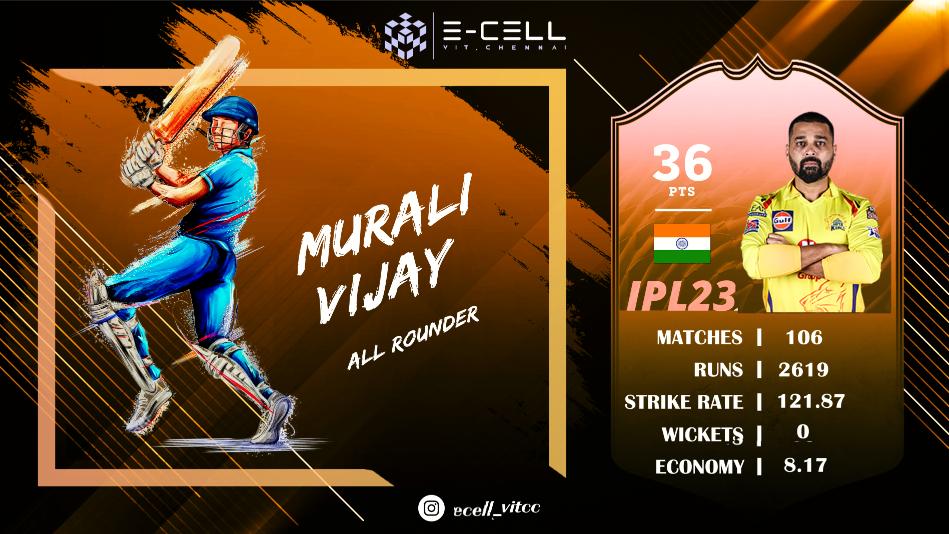 E-CELL
VIT, CHENNAI
MURALI
VIJAY
ALL ROUNDER
36
PTS
IPL23
Gulf
MATCHES | 106
RUNS | 2619
STRIKE RATE | 121.87
WICKETS | 0
ECONOMY | 8.17
ecell_vitcc